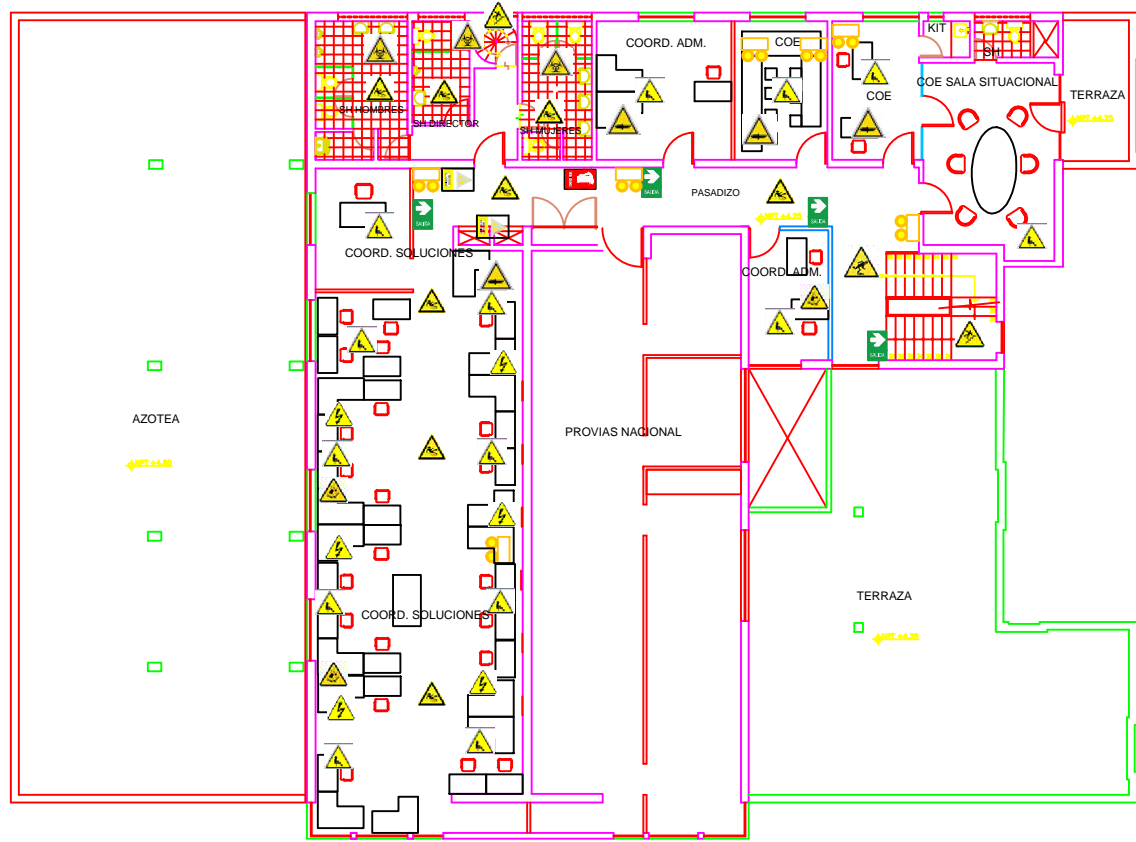 KIT
COORD. ADM.
COE
SH
COE SALA SITUACIONAL
COE
TERRAZA
SH HOMBRES
SH DIRECTOR
SH MUJERES
PASADIZO
SALIDA
SALIDA
SALIDA
COORD. SOLUCIONES
COORD. ADM.
SALIDA
AZOTEA
PROVIAS NACIONAL
TERRAZA
COORD. SOLUCIONES